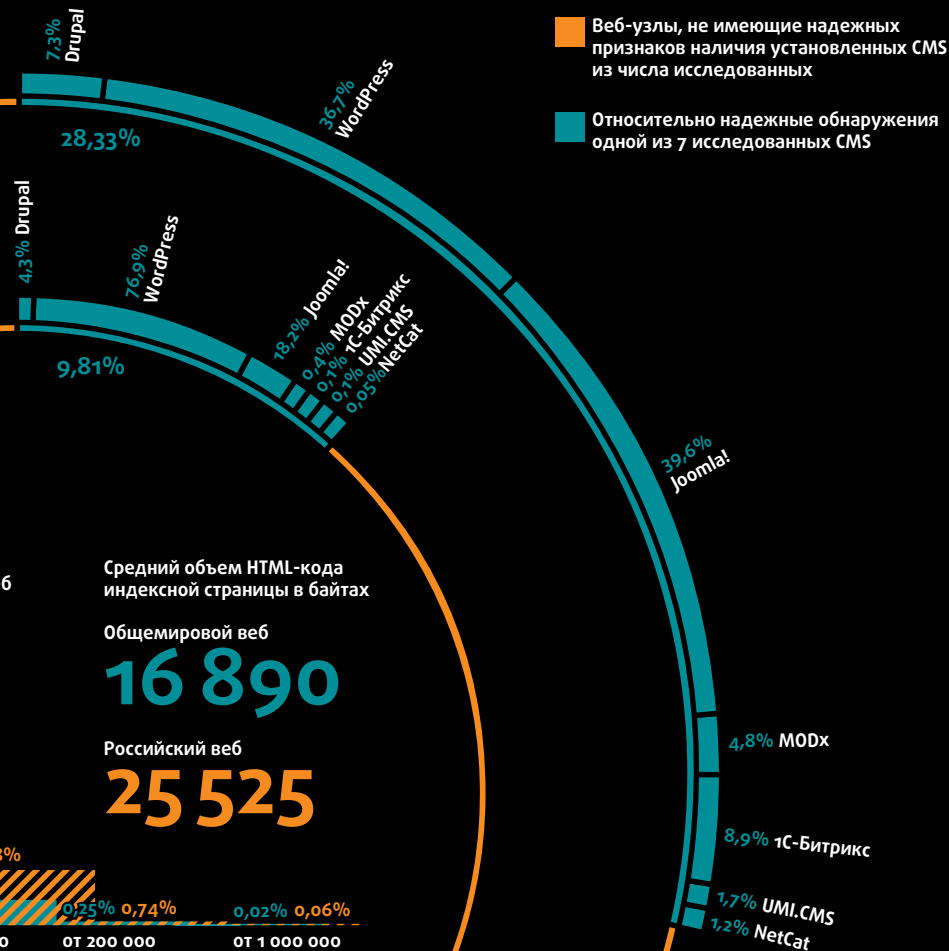 Веб-узлы, не имеющие надежных
признаков наличия установленных CMS
из числа исследованных
Относительно надежные обнаружения
одной из 7 исследованных CMS
7,3%
Drupal
36,7%
WordPress
28,33%
4,3% Drupal
76,9%
WordPress
18,2% Joomla!
0,4% MODx
0,1% 1С-Битрикс
0,1% UMI.CMS
0,05% NetCat
9,81%
39,6%
Joomla!
4,8% MODx
8,9% 1С-Битрикс
1,7% UMI.CMS
1,2% NetCat
Средний объем HTML-кода
индексной страницы в байтах
Общемировой веб
16 890
Российский веб
25 525
0,25% 0,74%
0,02% 0,06%
от 200 000
от 1 000 000